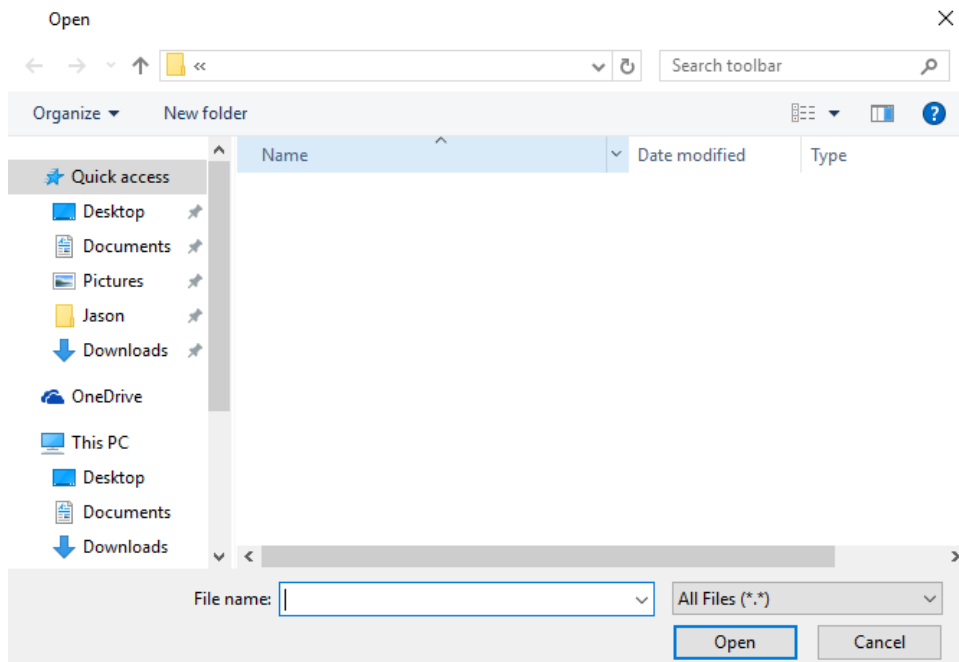 Open
«
Search toolbar
Organize
New folder
?
Name
Date modified
Type
Quick access
Desktop
Documents
Pictures
Jason
Downloads
OneDrive
This PC
Desktop
Documents
Downloads
File name:
All Files (*.*)
Open
Cancel